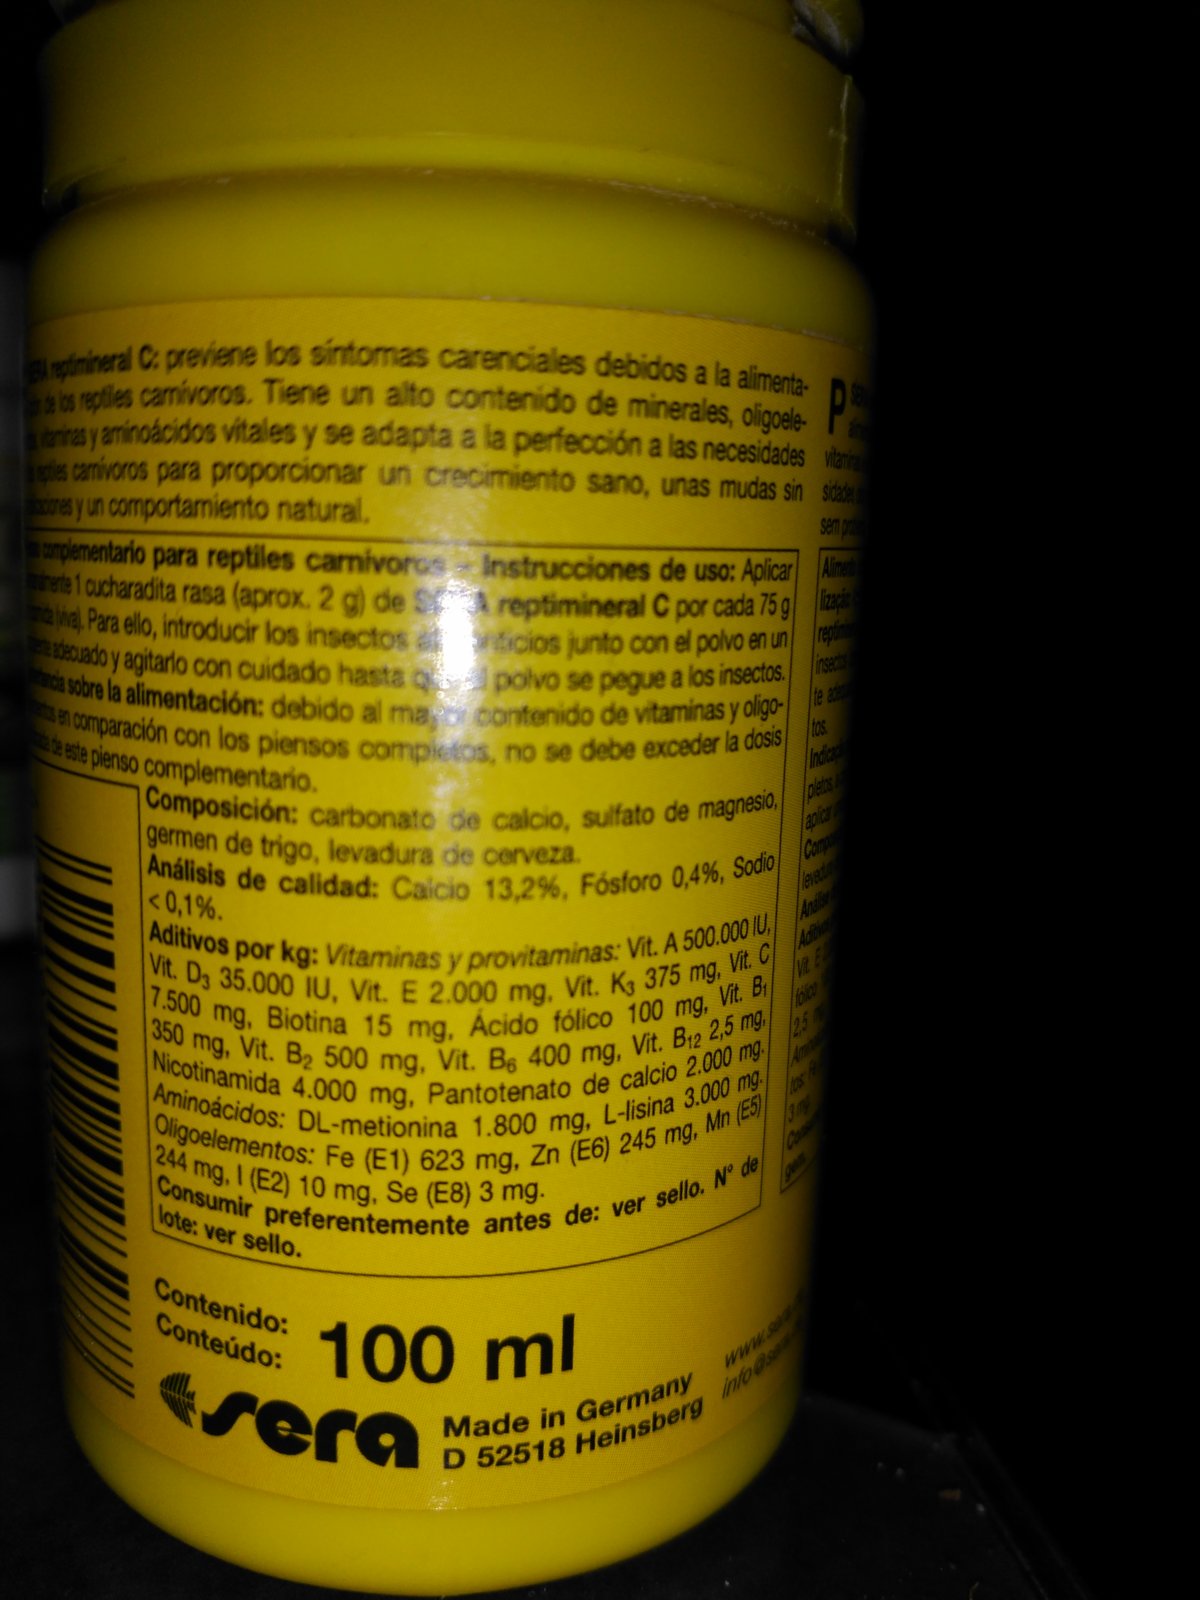 reptimineral C: previene los síntomas carenciales debidos a la alimenta-
de los reptiles carnívoros. Tiene un alto contenido de minerales, oligoele-
vitaminas y aminoácidos vitales y se adapta a la perfección a las necesidades
reptiles carnívoros para proporcionar un crecimiento sano, unas mudas sin
y un comportamiento natural.
complementario para reptiles carnívoros – Instrucciones de uso: Aplicar
1 cucharadita rasa (aprox. 2 g) de SERA reptimineral C por cada 75 g
(viva). Para ello, introducir los insectos alimenticios junto con el polvo en un
adecuado y agitarlo con cuidado hasta que el polvo se pegue a los insectos.
sobre la alimentación: debido al mayor contenido de vitaminas y oligo-
en comparación con los piensos completos, no se debe exceder la dosis
de este pienso complementario.
Composición: carbonato de calcio, sulfato de magnesio,
germen de trigo, levadura de cerveza.
Análisis de calidad: Calcio 13,2%, Fósforo 0,4%, Sodio
< 0,1%.
Aditivos por kg: Vitaminas y provitaminas: Vit. A 500.000 IU,
Vit. D3 35.000 IU, Vit. E 2.000 mg, Vit. K3 375 mg, Vit. C
7.500 mg, Biotina 15 mg, Ácido fólico 100 mg, Vit. B1
350 mg, Vit. B2 500 mg, Vit. B6 400 mg, Vit. B12 2,5 mg,
Nicotinamida 4.000 mg, Pantotenato de calcio 2.000 mg.
Aminoácidos: DL-metionina 1.800 mg, L-lisina 3.000 mg.
Oligoelementos: Fe (E1) 623 mg, Zn (E6) 245 mg, Mn (E5)
244 mg, I (E2) 10 mg, Se (E8) 3 mg.
Consumir preferentemente antes de: ver sello. N° de
lote: ver sello.
Contenido:
Conteúdo:
100 ml
sera
Made in Germany
D 52518 Heinsberg
P